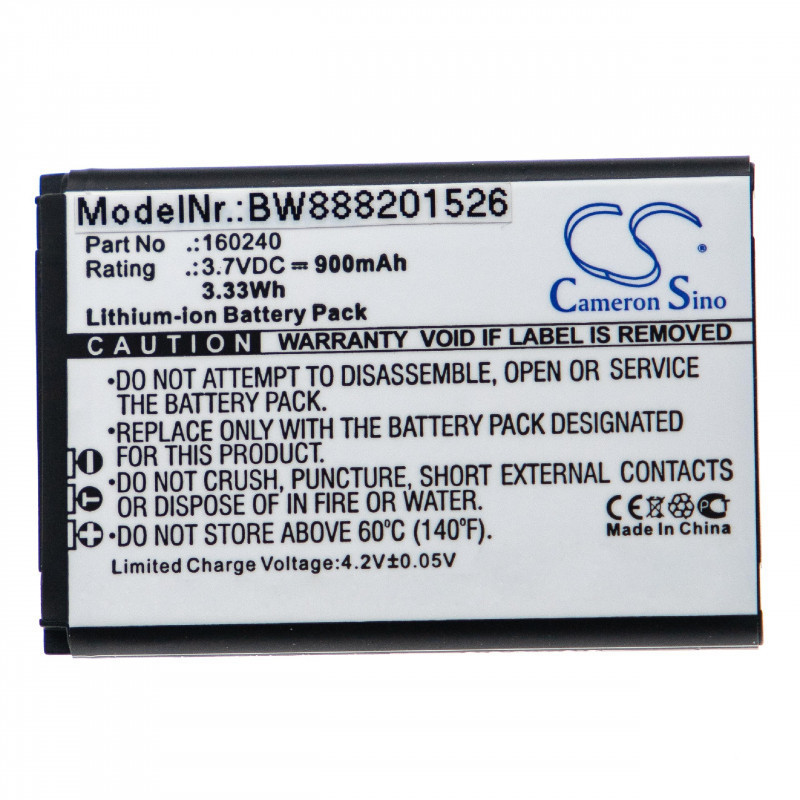 ModelNr.:BW888201526
Part No .:160240
Rating .:3.7VDC ═ 900mAh
3.33Wh
Lithium-ion Battery Pack
CS
Cameron Sino
CAUTION WARRANTY VOID IF LABEL IS REMOVED
•DO NOT ATTEMPT TO DISASSEMBLE, OPEN OR SERVICE
THE BATTERY PACK.
•REPLACE ONLY WITH THE BATTERY PACK DESIGNATED
FOR THIS PRODUCT.
•DO NOT CRUSH, PUNCTURE, SHORT EXTERNAL CONTACTS
OR DISPOSE OF IN FIRE OR WATER.
•DO NOT STORE ABOVE 60°C (140°F).
Limited Charge Voltage:4.2V±0.05V
CE
Made In China